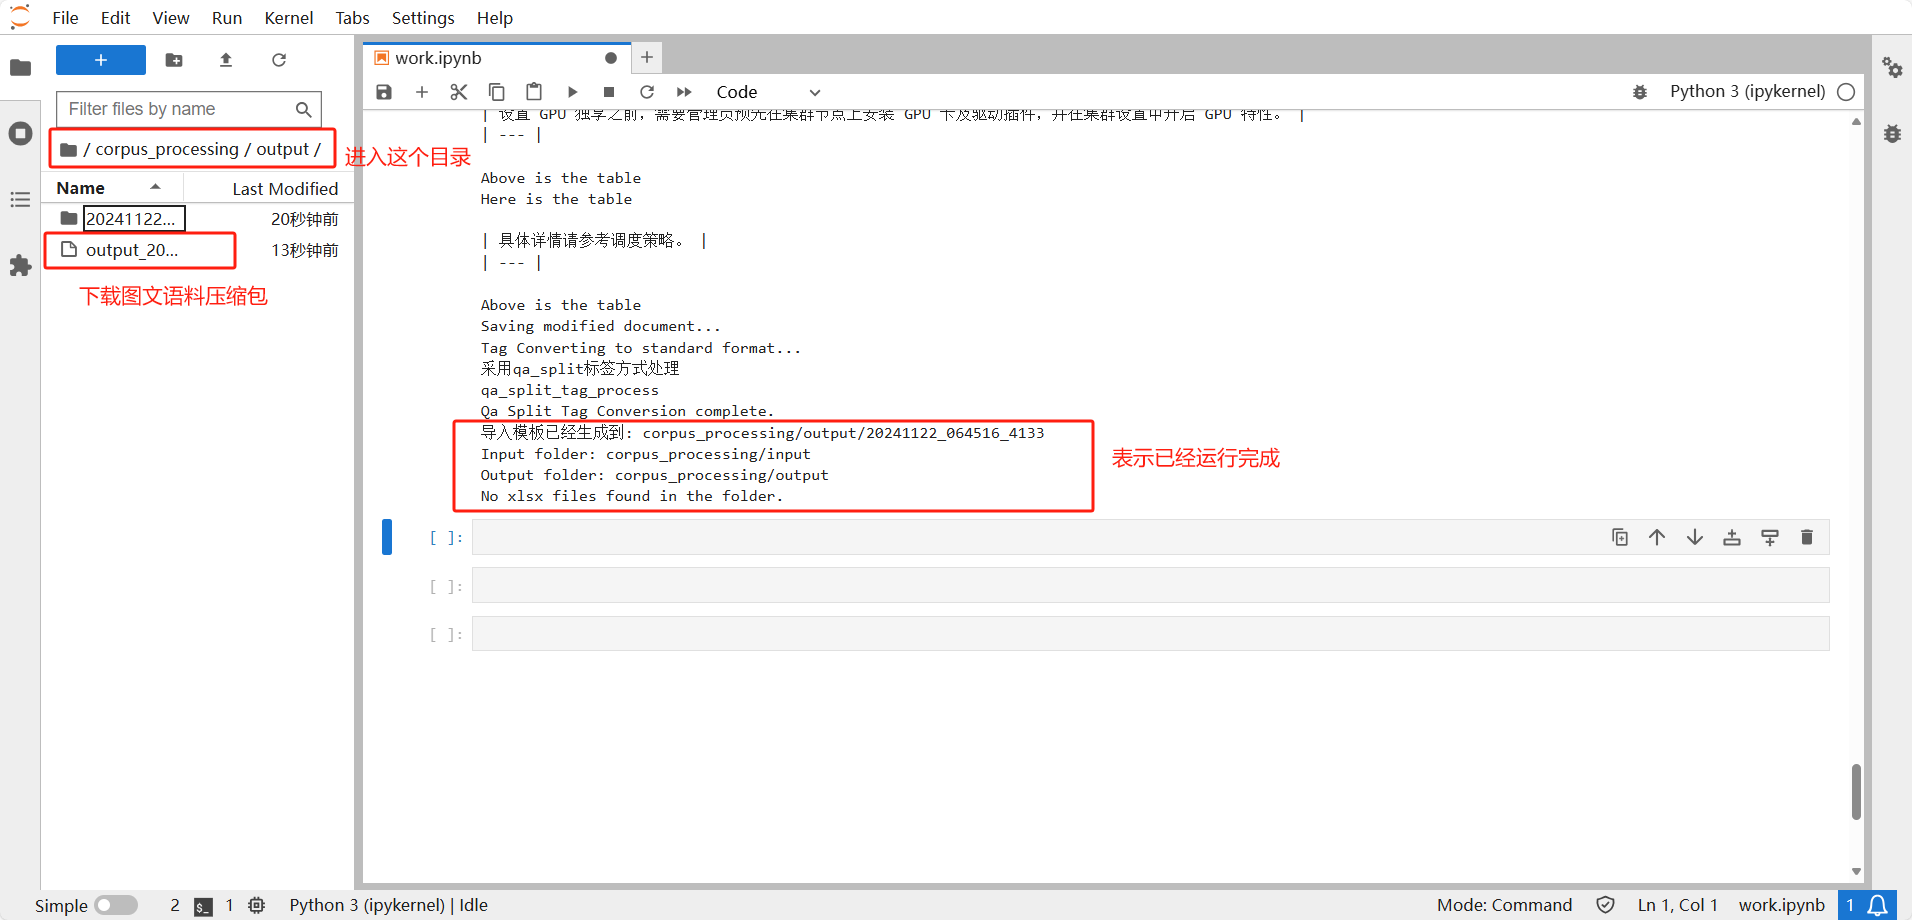 File Edit View Run Kernel Tabs Settings Help
+
Filter files by name
/ corpus_processing / output /
进入这个目录
Name Last Modified
20241122... 20秒钟前
output_20... 13秒钟前
下载图文语料压缩包
work.ipynb
Code
Python 3 (ipykernel)
| 设置 GPU 独享之前，需要管理员预先在集群节点上安装 GPU 卡及驱动插件，并在集群设置中开启 GPU 特性。 |
| --- |
Above is the table
Here is the table
| 具体详情请参考调度策略。 |
| --- |
Above is the table
Saving modified document...
Tag Converting to standard format...
采用qa_split标签方式处理
qa_split_tag_process
Qa Split Tag Conversion complete.
导入模板已经生成到: corpus_processing/output/20241122_064516_4133
Input folder: corpus_processing/input
Output folder: corpus_processing/output
No xlsx files found in the folder.
表示已经运行完成
[ ]:
[ ]:
[ ]:
Simple 2 $_ 1 Python 3 (ipykernel) | Idle
Mode: Command Ln 1, Col 1 work.ipynb 1